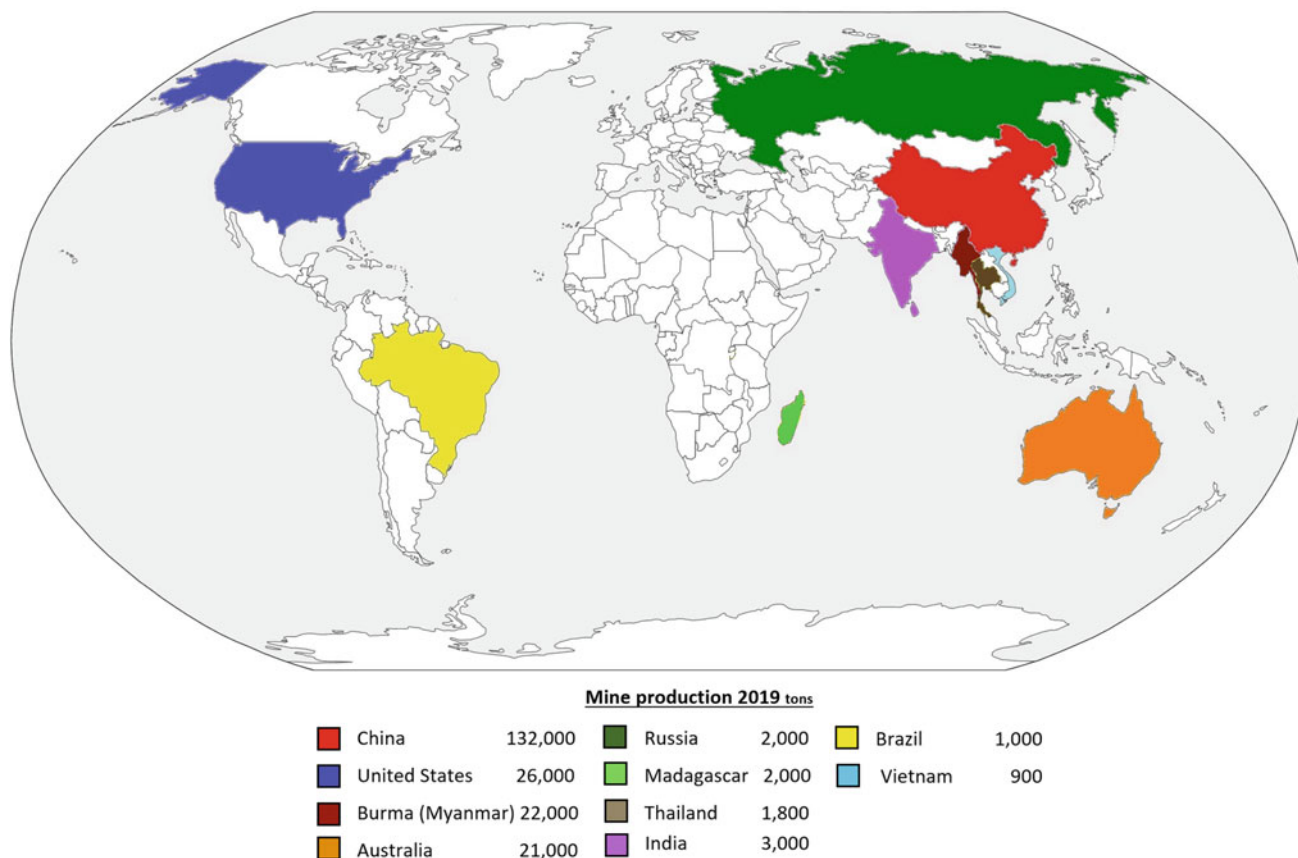 Mine production 2019 tons
China 132,000
United States 26,000
Burma (Myanmar) 22,000
Australia 21,000
Russia 2,000
Madagascar 2,000
Thailand 1,800
India 3,000
Brazil 1,000
Vietnam 900